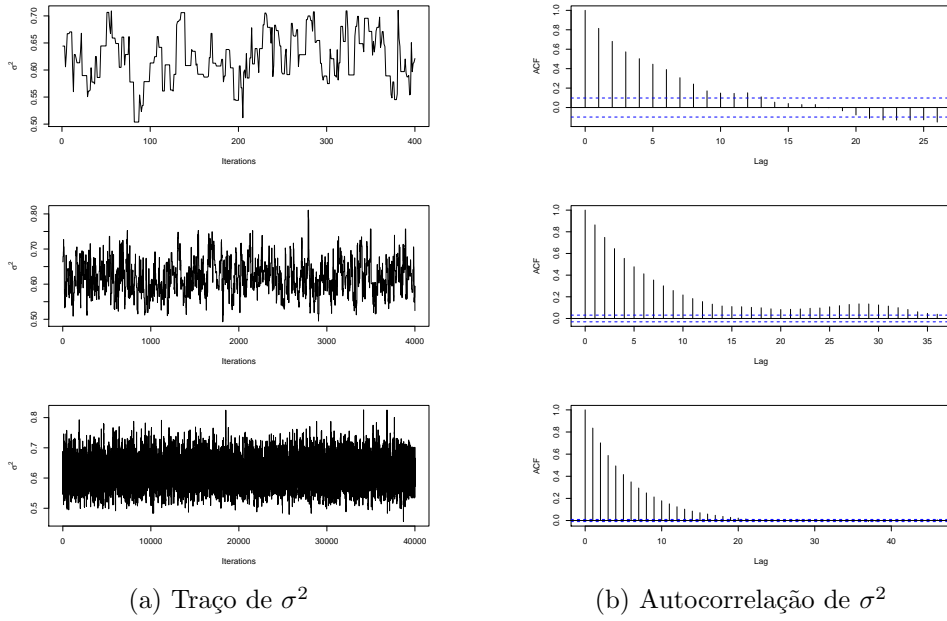 0.50 0.55 0.60 0.65 0.70
σ²
0 100 200 300 400
Iterations
0.0 0.2 0.4 0.6 0.8 1.0
ACF
0 5 10 15 20 25
Lag
0.50 0.60 0.70 0.80
σ²
0 1000 2000 3000 4000
Iterations
0.0 0.2 0.4 0.6 0.8 1.0
ACF
0 5 10 15 20 25 30 35
Lag
0.5 0.6 0.7 0.8
σ²
0 10000 20000 30000 40000
Iterations
0.0 0.2 0.4 0.6 0.8 1.0
ACF
0 10 20 30 40
Lag
(a) Traço de σ²
(b) Autocorrelação de σ²